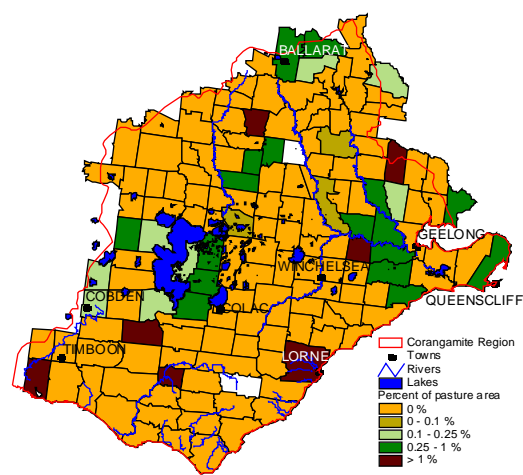 BALLARAT
GEELONG
WINCHELSEA
QUEENSCLIFF
COBDEN
COLAC
TIMBOON
LORNE
Corangamite Region
Towns
Rivers
Lakes
Percent of pasture area
0 %
0 - 0.1 %
0.1 - 0.25 %
0.25 - 1 %
> 1 %